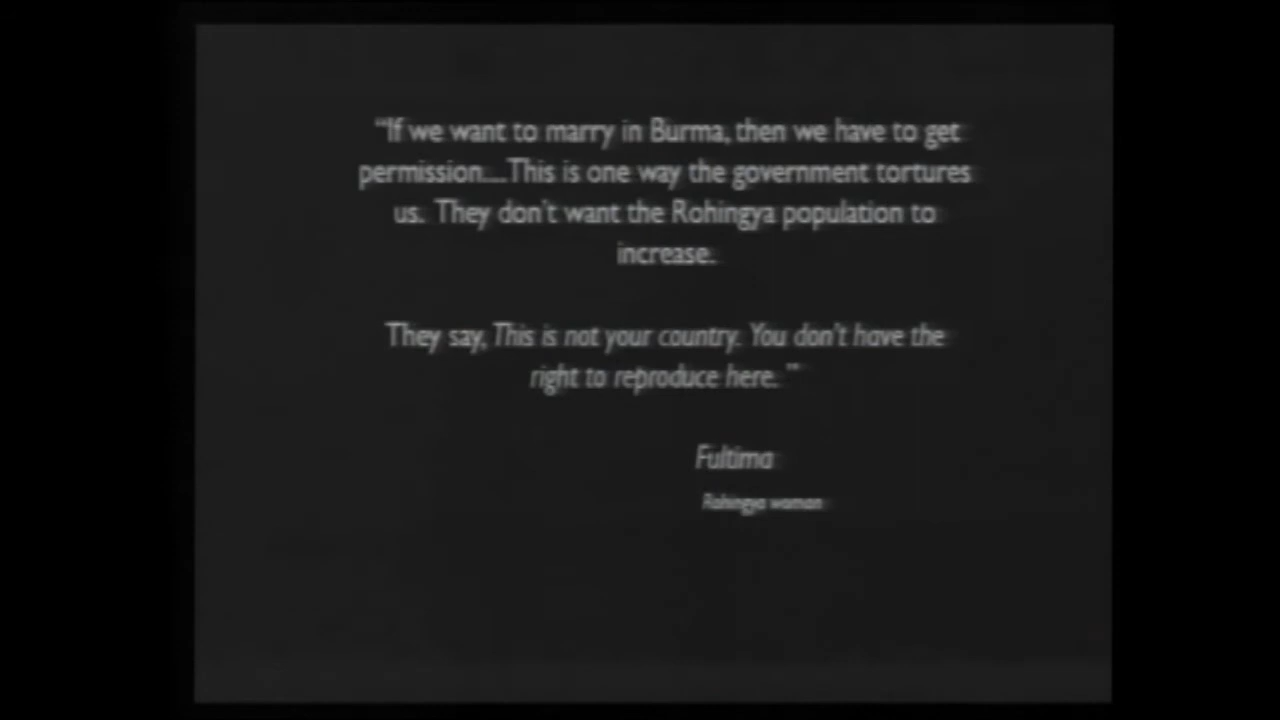 “If we want to marry in Burma, then we have to get
permission....This is one way the government tortures
us. They don't want the Rohingya population to
increase.
They say, This is not your country. You don't have the
right to reproduce here. ”
Fultima
Rohingya woman